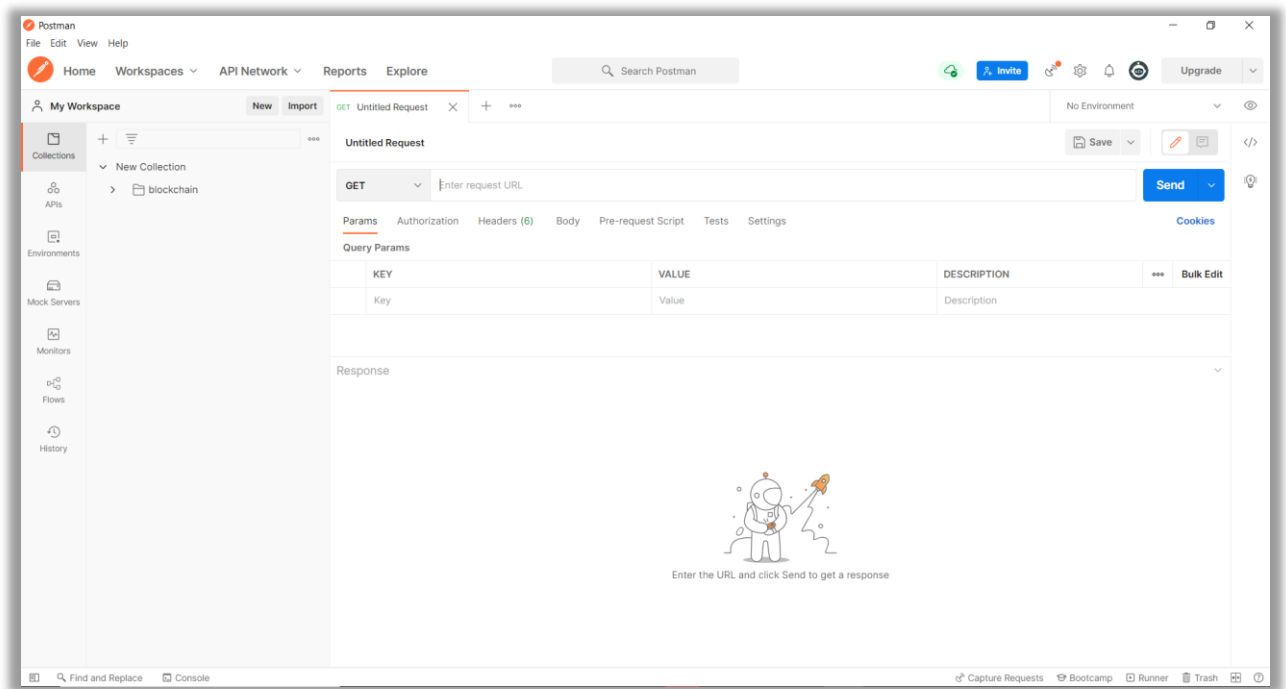 Postman
File Edit View Help
Home Workspaces API Network Reports Explore Search Postman Invite Upgrade
My Workspace New Import GET Untitled Request No Environment
Collections
APIs
Environments
Mock Servers
Monitors
Flows
History
New Collection
blockchain
Untitled Request Save
GET Enter request URL Send
Params Authorization Headers (6) Body Pre-request Script Tests Settings Cookies
Query Params
KEY VALUE DESCRIPTION Bulk Edit
Key Value Description
Response
Enter the URL and click Send to get a response
Find and Replace Console Capture Requests Bootcamp Runner Trash